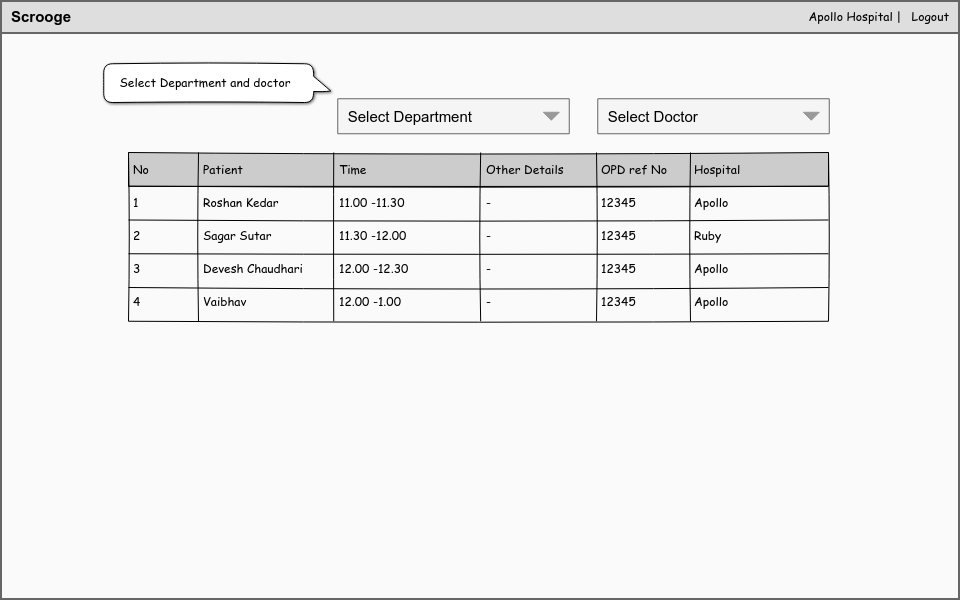 Scrooge
Apollo Hospital | Logout
Select Department and doctor
Select Department
Select Doctor
No Patient Time Other Details OPD ref No Hospital
1 Roshan Kedar 11.00 -11.30 - 12345 Apollo
2 Sagar Sutar 11.30 -12.00 - 12345 Ruby
3 Devesh Chaudhari 12.00 -12.30 - 12345 Apollo
4 Vaibhav 12.00 -1.00 - 12345 Apollo